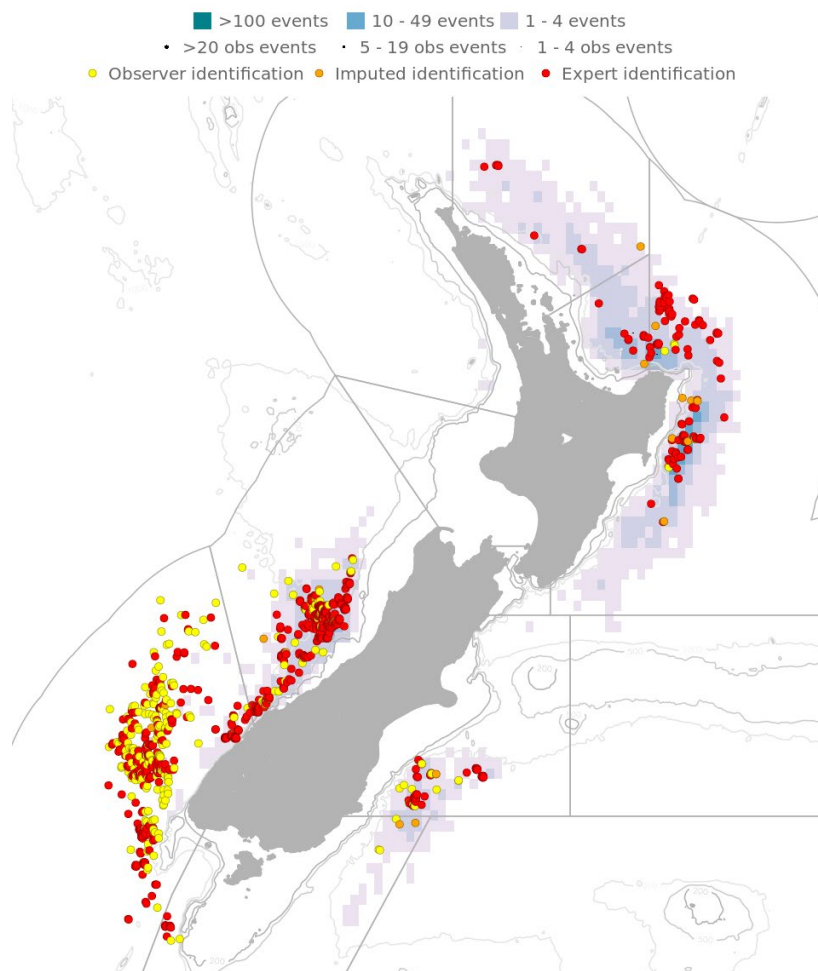 >100 events 10 - 49 events 1 - 4 events
>20 obs events 5 - 19 obs events 1 - 4 obs events
Observer identification Imputed identification Expert identification
200
200
500
200